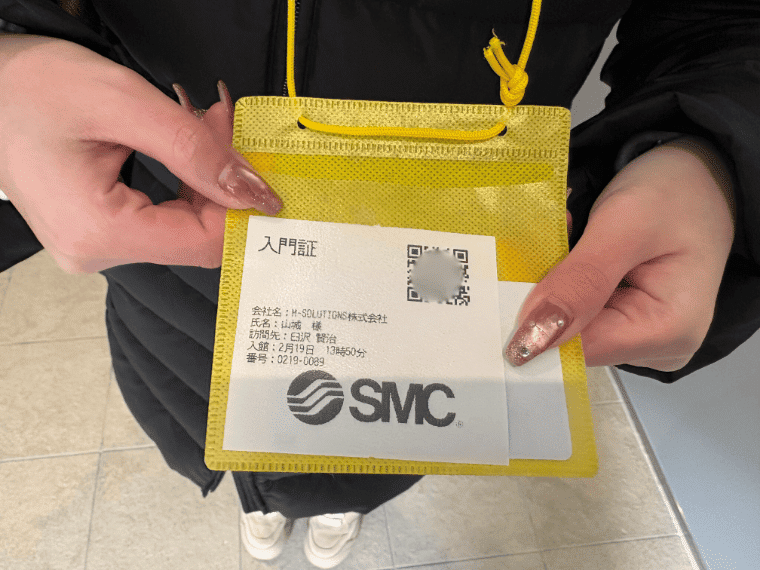 入門証
会社名:M-SOLUTIONS株式会社
氏名:山城 様
訪問先:臼沢 賢治
入館:2月19日 13時50分
番号:0219-0089
SMC
®